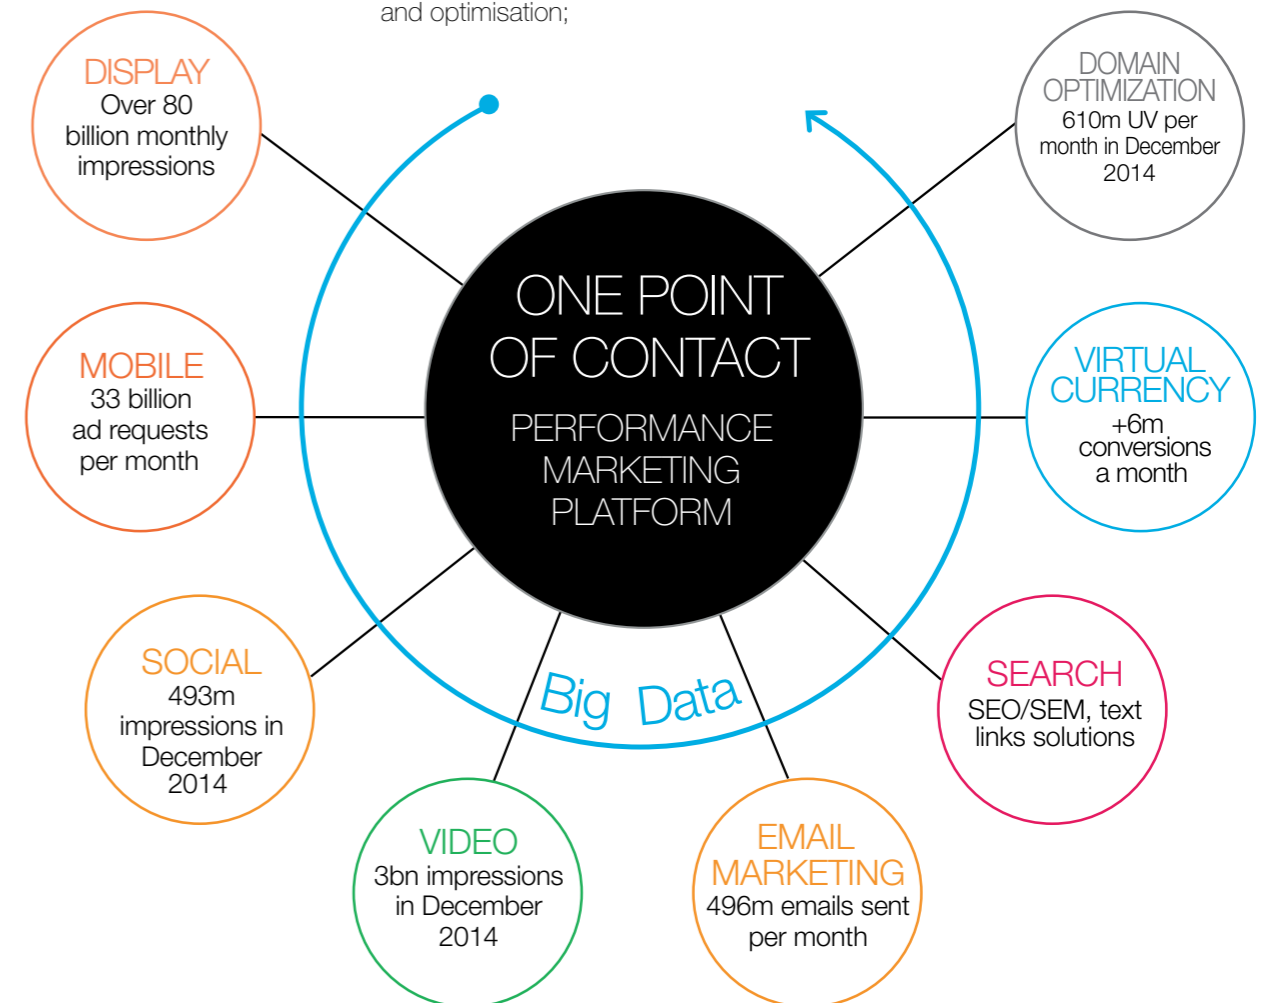 and optimisation;
DISPLAY
Over 80
billion monthly
impressions
DOMAIN
OPTIMIZATION
610m UV per
month in December
2014
ONE POINT
OF CONTACT
PERFORMANCE
MARKETING
PLATFORM
MOBILE
33 billion
ad requests
per month
VIRTUAL
CURRENCY
+6m
conversions
a month
SOCIAL
493m
impressions in
December
2014
Big Data
SEARCH
SEO/SEM, text
links solutions
VIDEO
3bn impressions
in December
2014
EMAIL
MARKETING
496m emails sent
per month